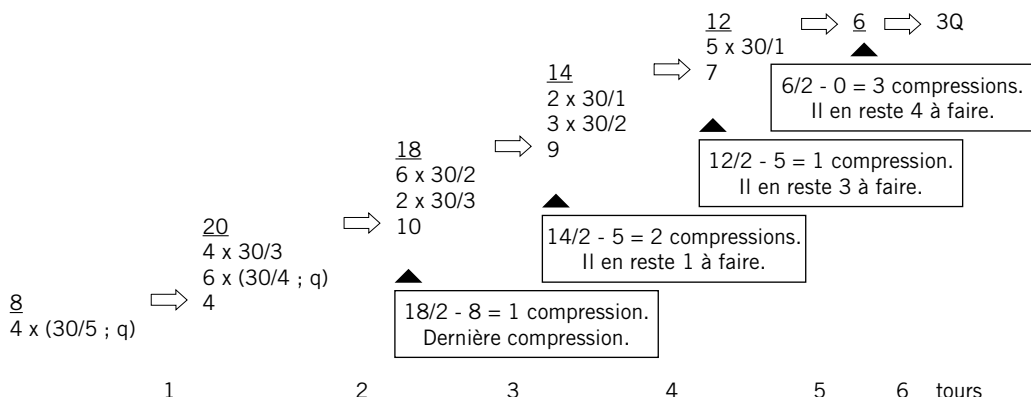 8
4 x (30/5 ; q)
20
4 x 30/3
6 x (30/4 ; q)
4
18
6 x 30/2
2 x 30/3
10
14
2 x 30/1
3 x 30/2
9
12
5 x 30/1
7
6
3Q
6/2 - 0 = 3 compressions.
Il en reste 4 à faire.
12/2 - 5 = 1 compression.
Il en reste 3 à faire.
14/2 - 5 = 2 compressions.
Il en reste 1 à faire.
18/2 - 8 = 1 compression.
Dernière compression.
1 2 3 4 5 6 tours